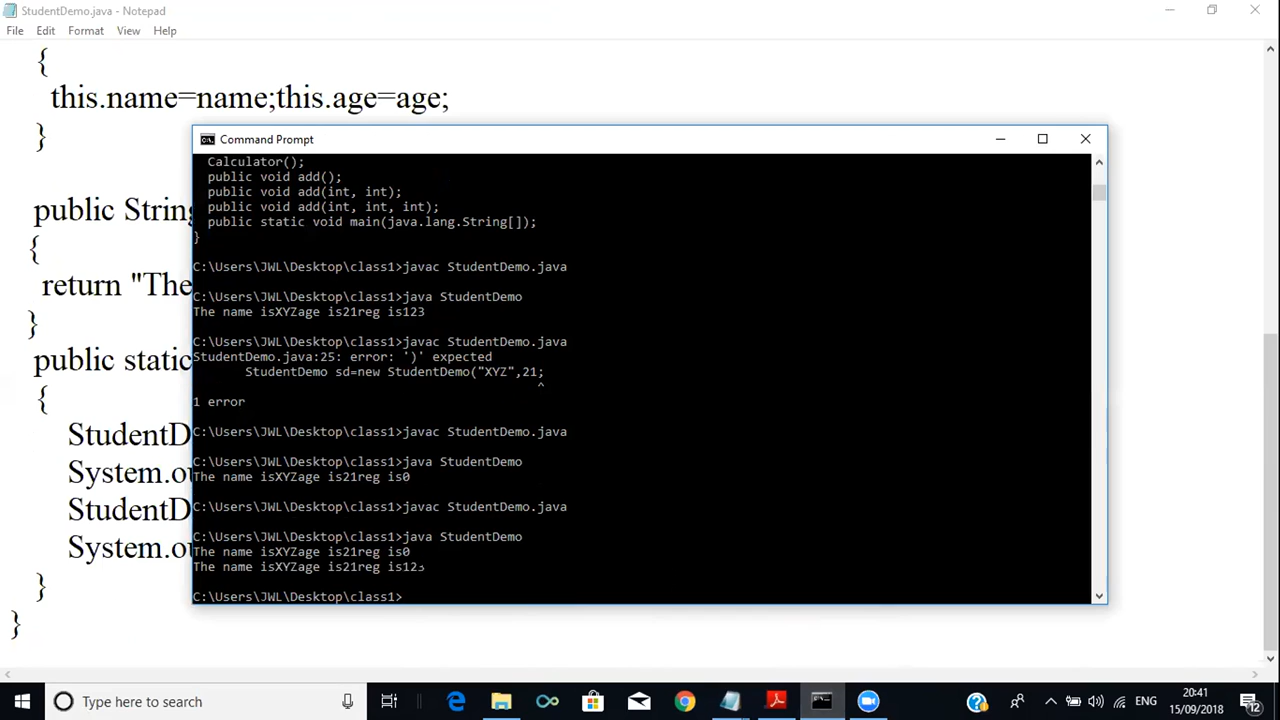 StudentDemo.java - Notepad
File Edit Format View Help
{
this.name=name;this.age=age;
}
public String
{
return "The
}
public static
{
StudentD
System.ou
StudentD
System.ou
}
}
Command Prompt
Calculator();
public void add();
public void add(int, int);
public void add(int, int, int);
public static void main(java.lang.String[]);
}
C:\Users\JWL\Desktop\class1>javac StudentDemo.java
C:\Users\JWL\Desktop\class1>java StudentDemo
The name isXYZage is21reg is123
C:\Users\JWL\Desktop\class1>javac StudentDemo.java
StudentDemo.java:25: error: ')' expected
StudentDemo sd=new StudentDemo("XYZ",21;
^
1 error
C:\Users\JWL\Desktop\class1>javac StudentDemo.java
C:\Users\JWL\Desktop\class1>java StudentDemo
The name isXYZage is21reg is0
C:\Users\JWL\Desktop\class1>javac StudentDemo.java
C:\Users\JWL\Desktop\class1>java StudentDemo
The name isXYZage is21reg is0
The name isXYZage is21reg is123
C:\Users\JWL\Desktop\class1>
Type here to search
ENG
20:41
15/09/2018
12